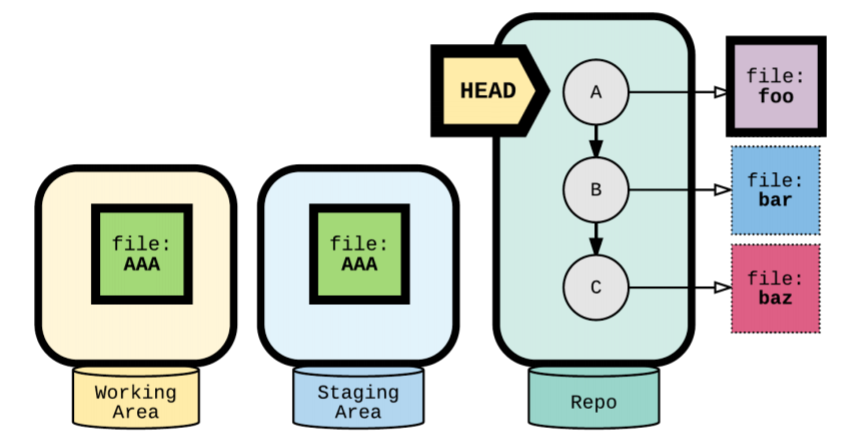 HEAD
A
file:
foo
B
file:
bar
C
file:
baz
file:
AAA
file:
AAA
Working
Area
Staging
Area
Repo